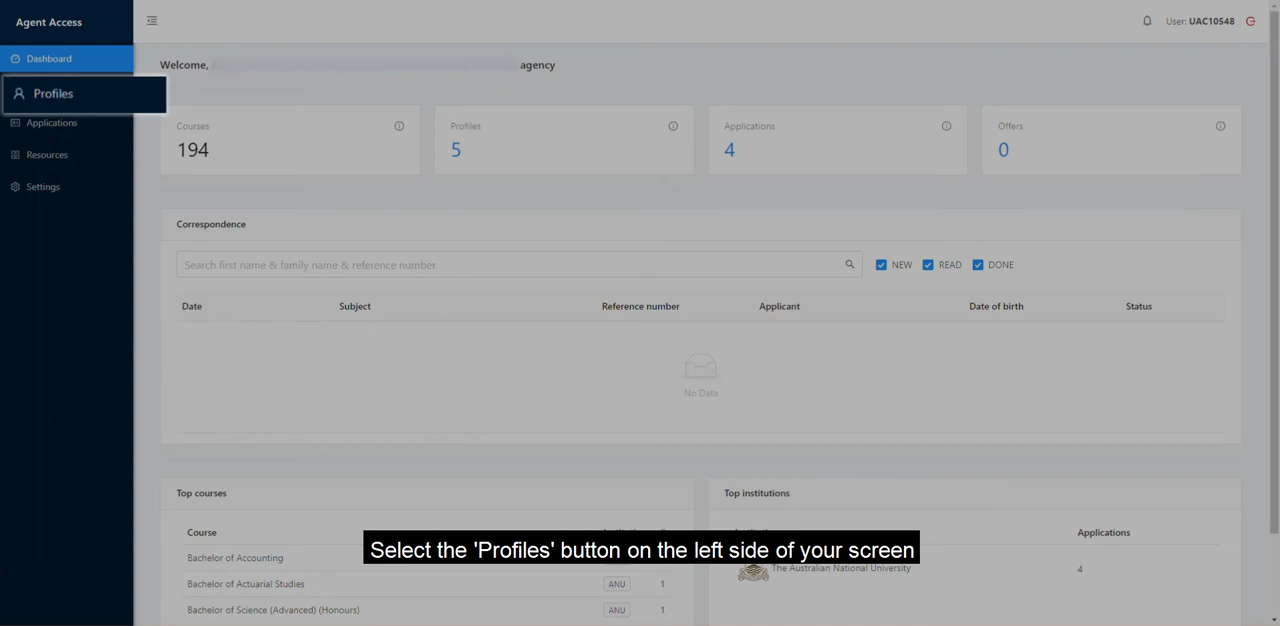 Agent Access
User: UAC10548
Dashboard
Profiles
Applications
Resources
Settings
Welcome, agency
Courses
194
Profiles
5
Applications
4
Offers
0
Correspondence
Search first name & family name & reference number
NEW READ DONE
Date Subject Reference number Applicant Date of birth Status
No Data
Top courses
Course
Bachelor of Accounting
Bachelor of Actuarial Studies ANU 1
Bachelor of Science (Advanced) (Honours) ANU 1
Top institutions
Applications
The Australian National University 4
Select the 'Profiles' button on the left side of your screen